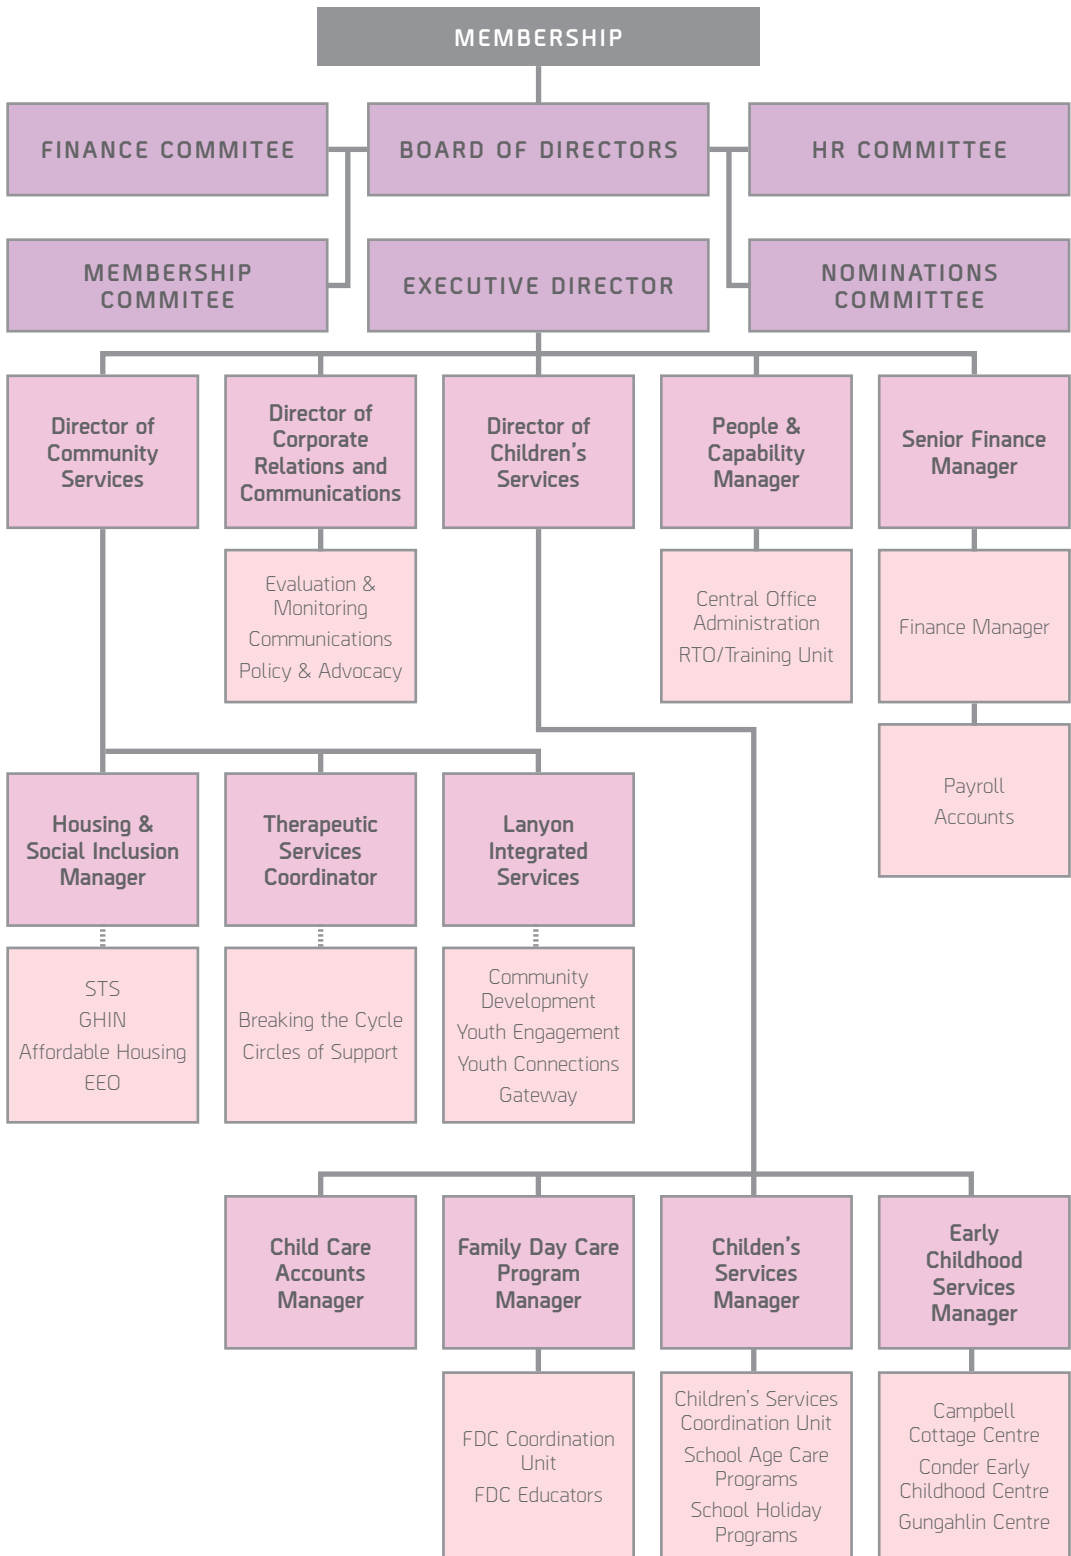 MEMBERSHIP
FINANCE COMMITEE
BOARD OF DIRECTORS
HR COMMITTEE
MEMBERSHIP
COMMITEE
EXECUTIVE DIRECTOR
NOMINATIONS
COMMITTEE
Director of
Community
Services
Director of
Corporate
Relations and
Communications
Director of
Children's
Services
People &
Capability
Manager
Senior Finance
Manager
Evaluation &
Monitoring
Communications
Policy & Advocacy
Central Office
Administration
RTO/Training Unit
Finance Manager
Payroll
Accounts
Housing &
Social Inclusion
Manager
Therapeutic
Services
Coordinator
Lanyon
Integrated
Services
STS
GHIN
Affordable Housing
EEO
Breaking the Cycle
Circles of Support
Community
Development
Youth Engagement
Youth Connections
Gateway
Child Care
Accounts
Manager
Family Day Care
Program
Manager
Childen's
Services
Manager
Early
Childhood
Services
Manager
FDC Coordination
Unit
FDC Educators
Children's Services
Coordination Unit
School Age Care
Programs
School Holiday
Programs
Campbell
Cottage Centre
Conder Early
Childhood Centre
Gungahlin Centre